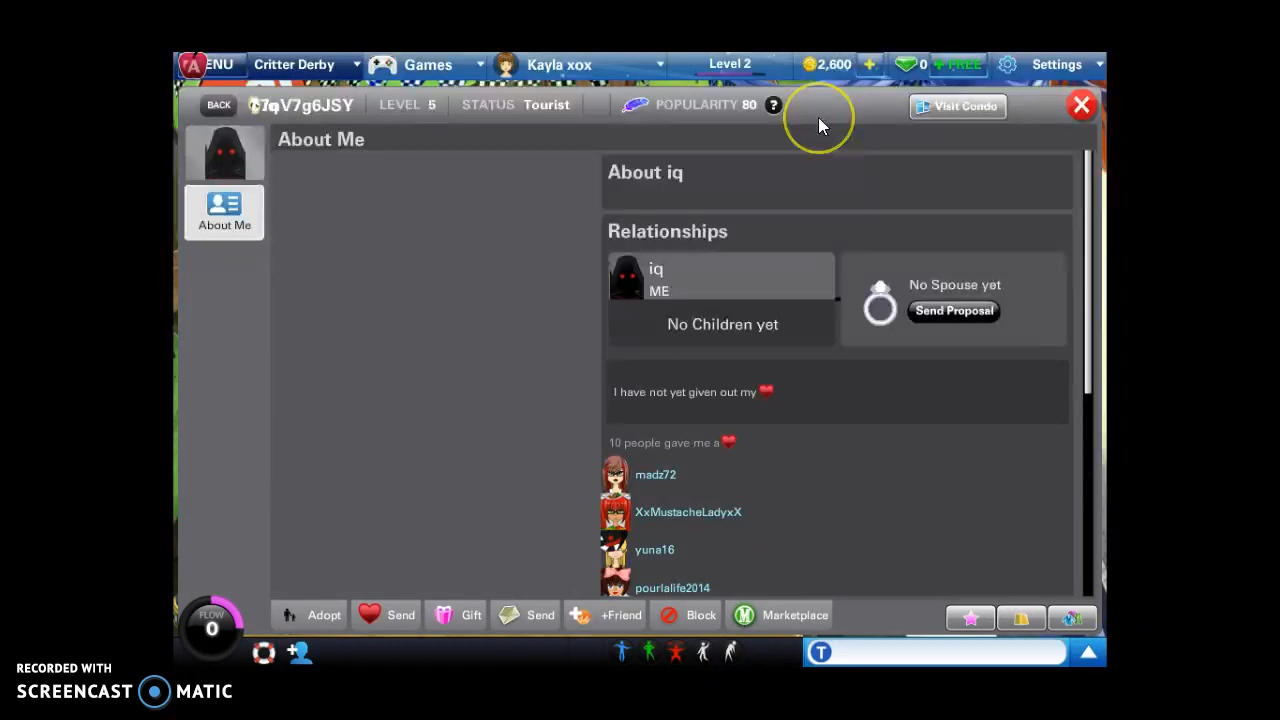 ENU Critter Derby Games Kayla xox Level 2 2,600 + 0 + FREE Settings
BACK LEVEL 5 STATUS Tourist POPULARITY 80 ? Visit Condo
About Me
About Me
About iq
Relationships
iq
ME
No Children yet
No Spouse yet
Send Proposal
I have not yet given out my
10 people gave me a
madz72
XxMustacheLadyxX
yuna16
pourlalife2014
FLOW
0
Adopt Send Gift Send +Friend Block M Marketplace
T
RECORDED WITH
SCREENCAST MATIC